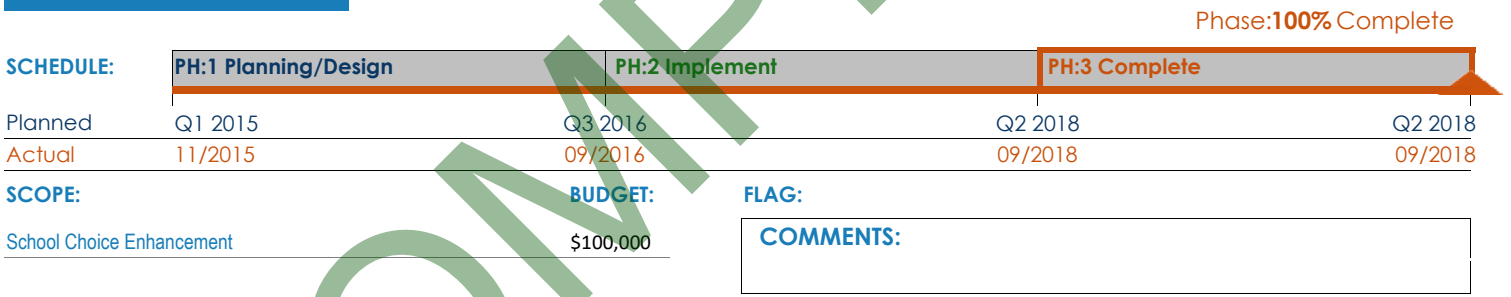 Phase:100% Complete
SCHEDULE: PH:1 Planning/Design PH:2 Implement PH:3 Complete
Planned Q1 2015 Q3 2016 Q2 2018 Q2 2018
Actual 11/2015 09/2016 09/2018 09/2018
SCOPE: BUDGET: FLAG:
School Choice Enhancement $100,000 COMMENTS: